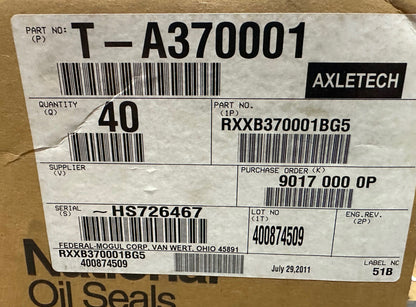 PART NO: T-A370001
(P)
AXLETECH
QUANTITY 40
(Q)
PART NO.
(1P)
RXXB370001BG5
SUPPLIER
(V)
PURCHASE ORDER (K)
9017 000 0P
SERIAL ~HS726467
(S)
LOT NO
(1T)
400874509
ENG.REV.
(2P)
FEDERAL-MOGUL CORP. VAN WERT, OHIO 45891
RXXB370001BG5
400874509
July 29,2011
LABEL NO
51B
Oil Seals